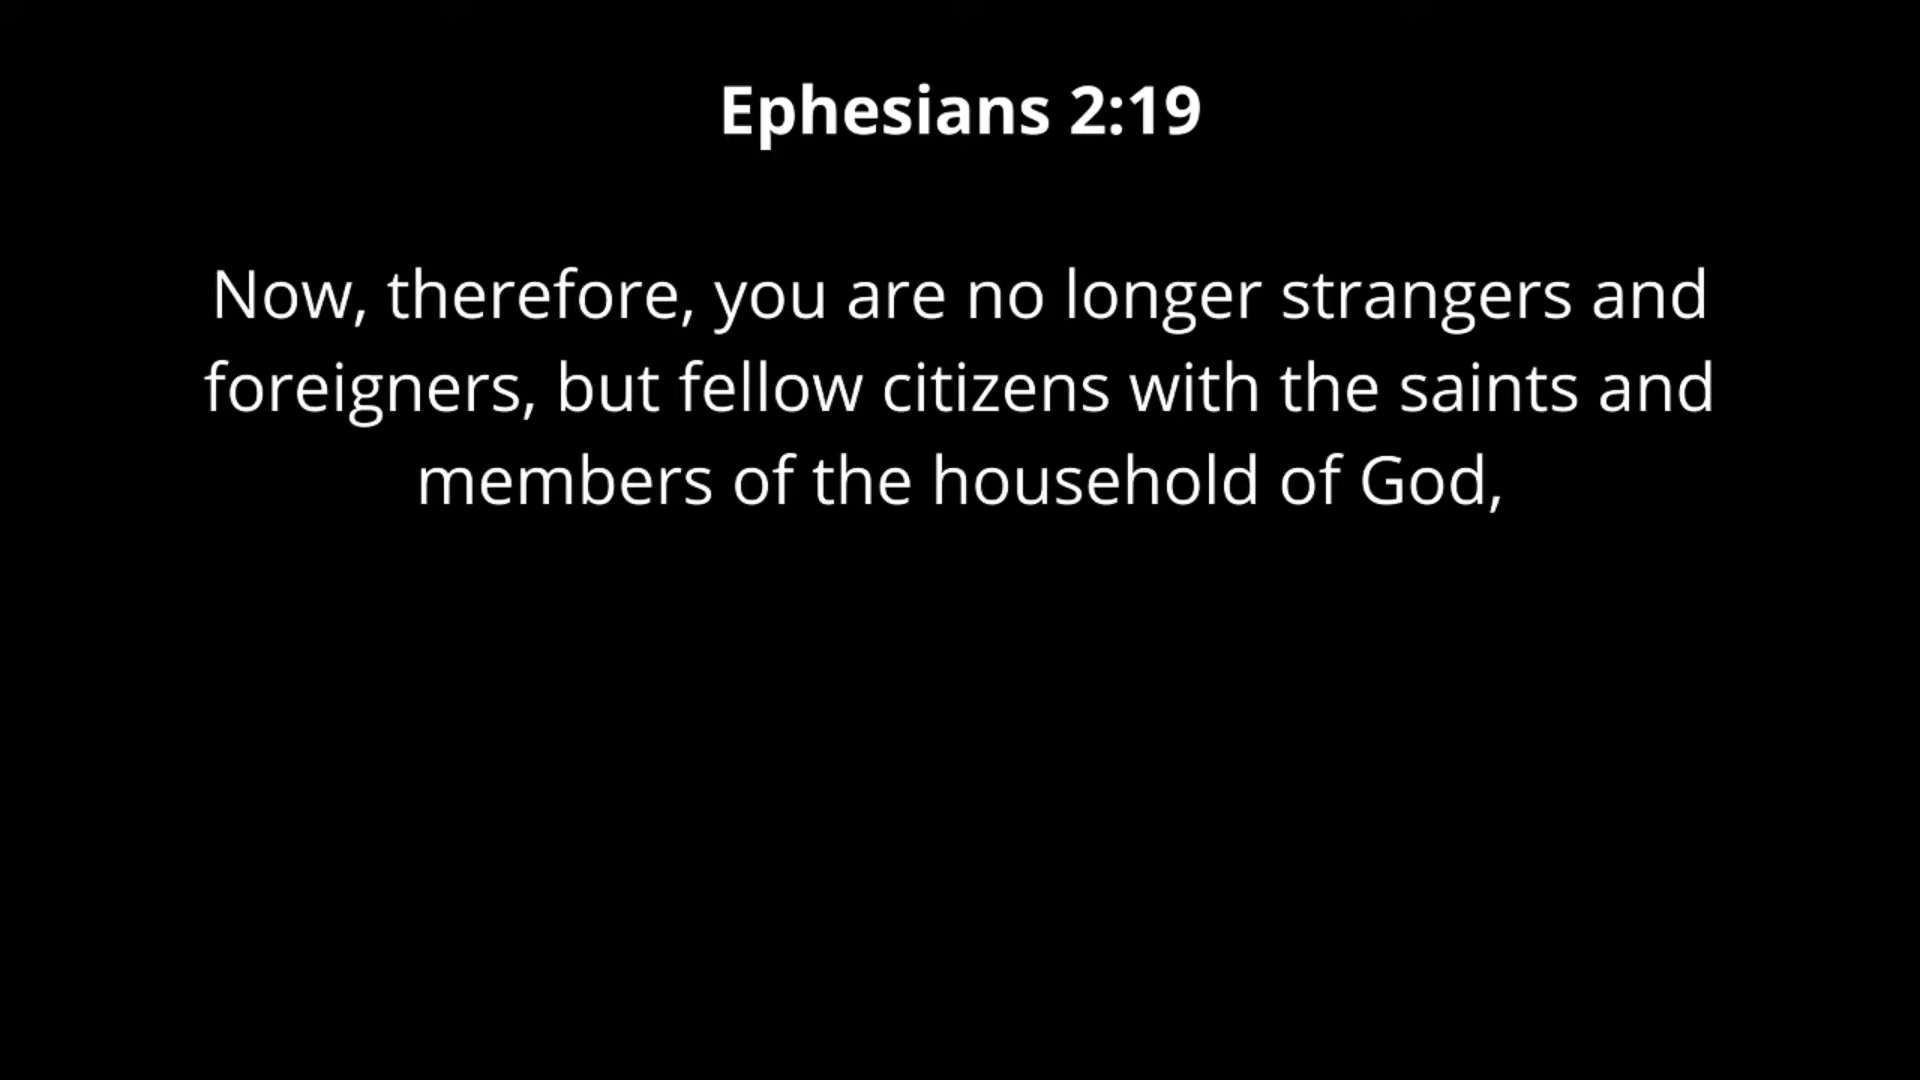 Ephesians 2:19
Now, therefore, you are no longer strangers and
foreigners, but fellow citizens with the saints and
members of the household of God,